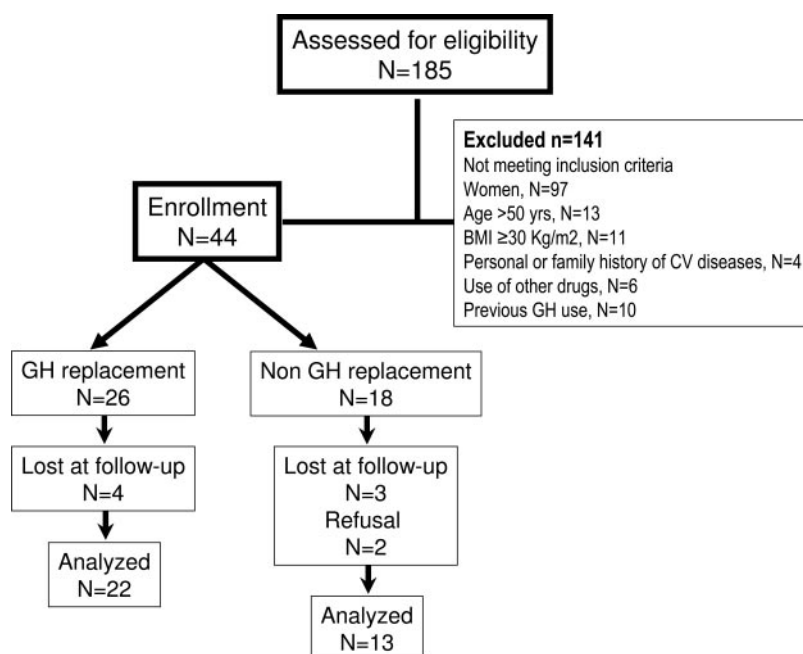 Assessed for eligibility
N=185
Excluded n=141
Not meeting inclusion criteria
Women, N=97
Age >50 yrs, N=13
BMI ≥30 Kg/m2, N=11
Personal or family history of CV diseases, N=4
Use of other drugs, N=6
Previous GH use, N=10
Enrollment
N=44
GH replacement
N=26
Non GH replacement
N=18
Lost at follow-up
N=4
Lost at follow-up
N=3
Refusal
N=2
Analyzed
N=22
Analyzed
N=13